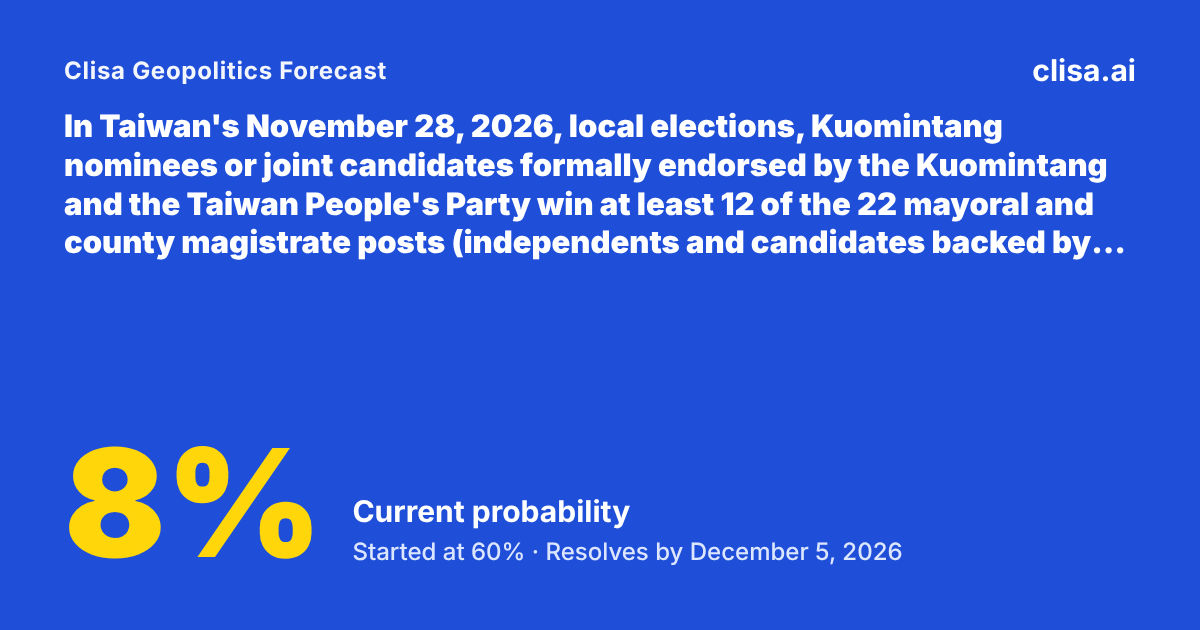 Clisa Geopolitics Forecast
clisa.ai
In Taiwan's November 28, 2026, local elections, Kuomintang
nominees or joint candidates formally endorsed by the Kuomintang
and the Taiwan People's Party win at least 12 of the 22 mayoral and
county magistrate posts (independents and candidates backed by…
8%
Current probability
Started at 60% · Resolves by December 5, 2026